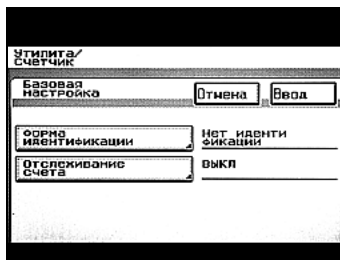 Утилита/
Счетчик
Базовая
настройка
Отмена
Ввод
Форма
идентификации
Нет иденти
фикации
Отслеживание
счета
ВЫКЛ